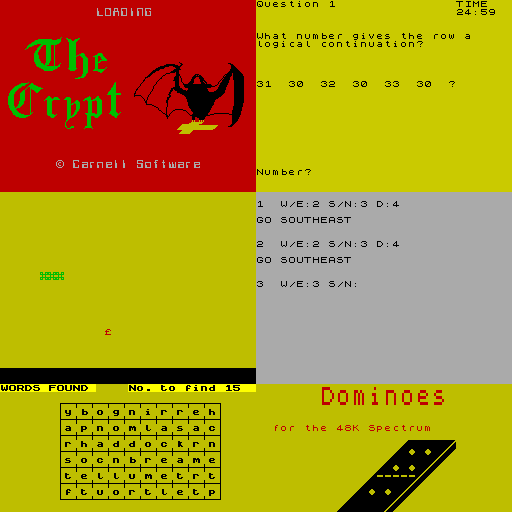 LOADING
The
Crypt
© Carnell Software
Question 1
TIME
24:59
What number gives the row a
logical continuation?
31 30 32 30 33 30 ?
Number?
£
1 W/E:2 S/N:3 D:4
GO SOUTHEAST
2 W/E:2 S/N:3 D:4
GO SOUTHEAST
3 W/E:3 S/N:
WORDS FOUND No. to find 15
y b o g n i r r e h
a p n o m l a s a c
r h a d d o c k r n
s o c n b r e a m e
t e l l u m e t r t
f t u o r t l e t p
Dominoes
for the 48K Spectrum